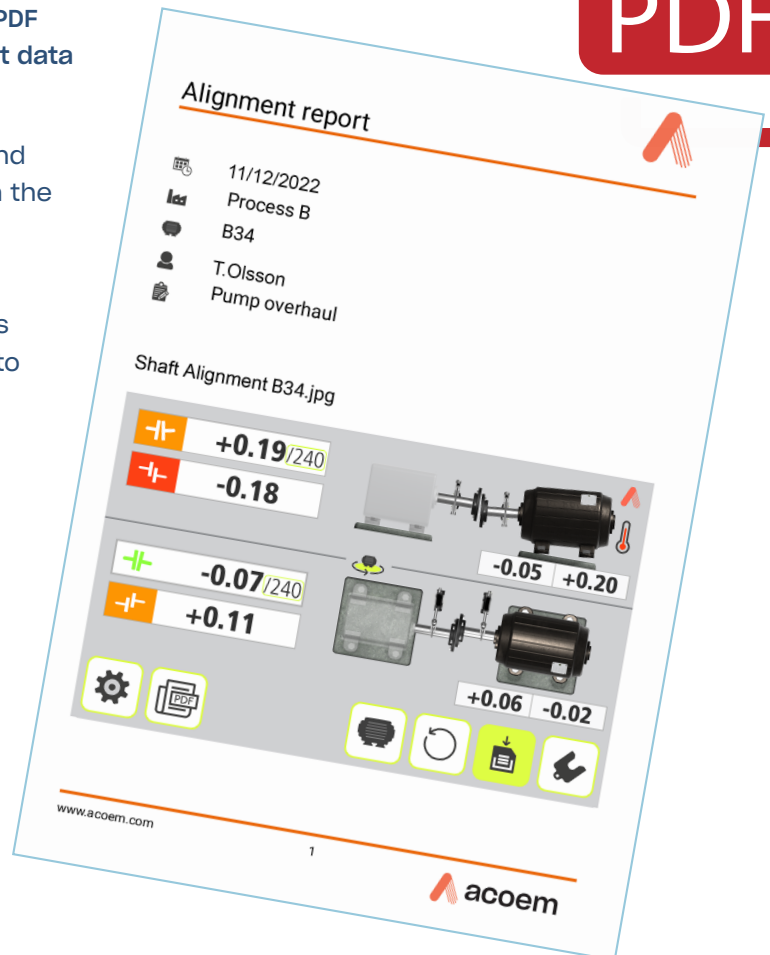 PDF
t data
nd
the
s
to
PDF
Alignment report
11/12/2022
Process B
B34
T.Olsson
Pump overhaul
Shaft Alignment B34.jpg
+0.19/240
-0.18
-0.05 +0.20
-0.07/240
+0.11
+0.06 -0.02
PDF
www.acoem.com
1
acoem